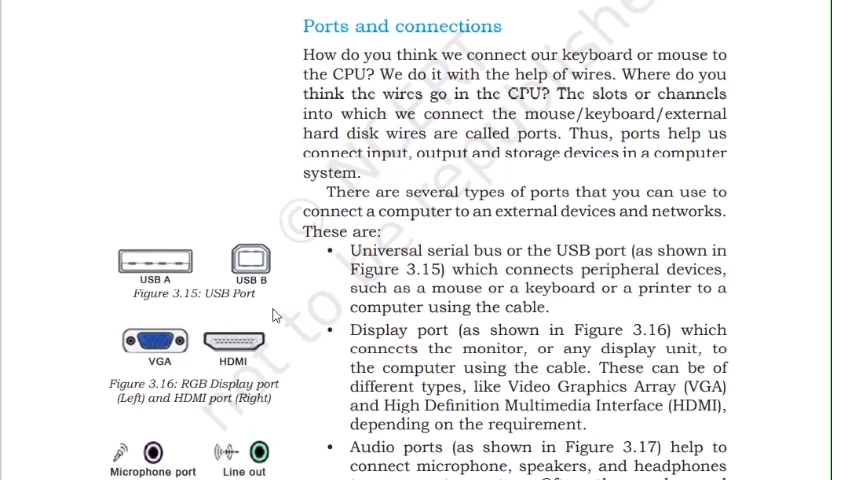 Ports and connections
How do you think we connect our keyboard or mouse to
the CPU? We do it with the help of wires. Where do you
think the wires go in the CPU? The slots or channels
into which we connect the mouse/keyboard/external
hard disk wires are called ports. Thus, ports help us
connect input, output and storage devices in a computer
system.
There are several types of ports that you can use to
connect a computer to an external devices and networks.
These are:
• Universal serial bus or the USB port (as shown in
Figure 3.15) which connects peripheral devices,
such as a mouse or a keyboard or a printer to a
computer using the cable.
• Display port (as shown in Figure 3.16) which
connects the monitor, or any display unit, to
the computer using the cable. These can be of
different types, like Video Graphics Array (VGA)
and High Definition Multimedia Interface (HDMI),
depending on the requirement.
• Audio ports (as shown in Figure 3.17) help to
connect microphone, speakers, and headphones
USB A USB B
Figure 3.15: USB Port
VGA HDMI
Figure 3.16: RGB Display port
(Left) and HDMI port (Right)
Microphone port Line out
© NCERT
not to be republished